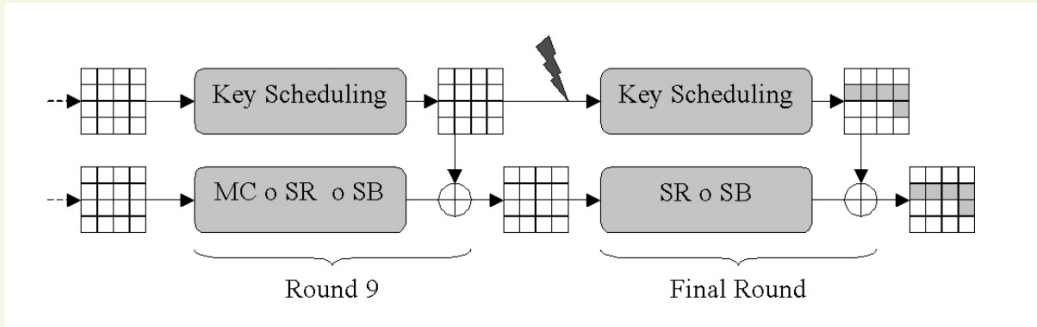 Key Scheduling
Key Scheduling
MC o SR o SB
SR o SB
Round 9
Final Round